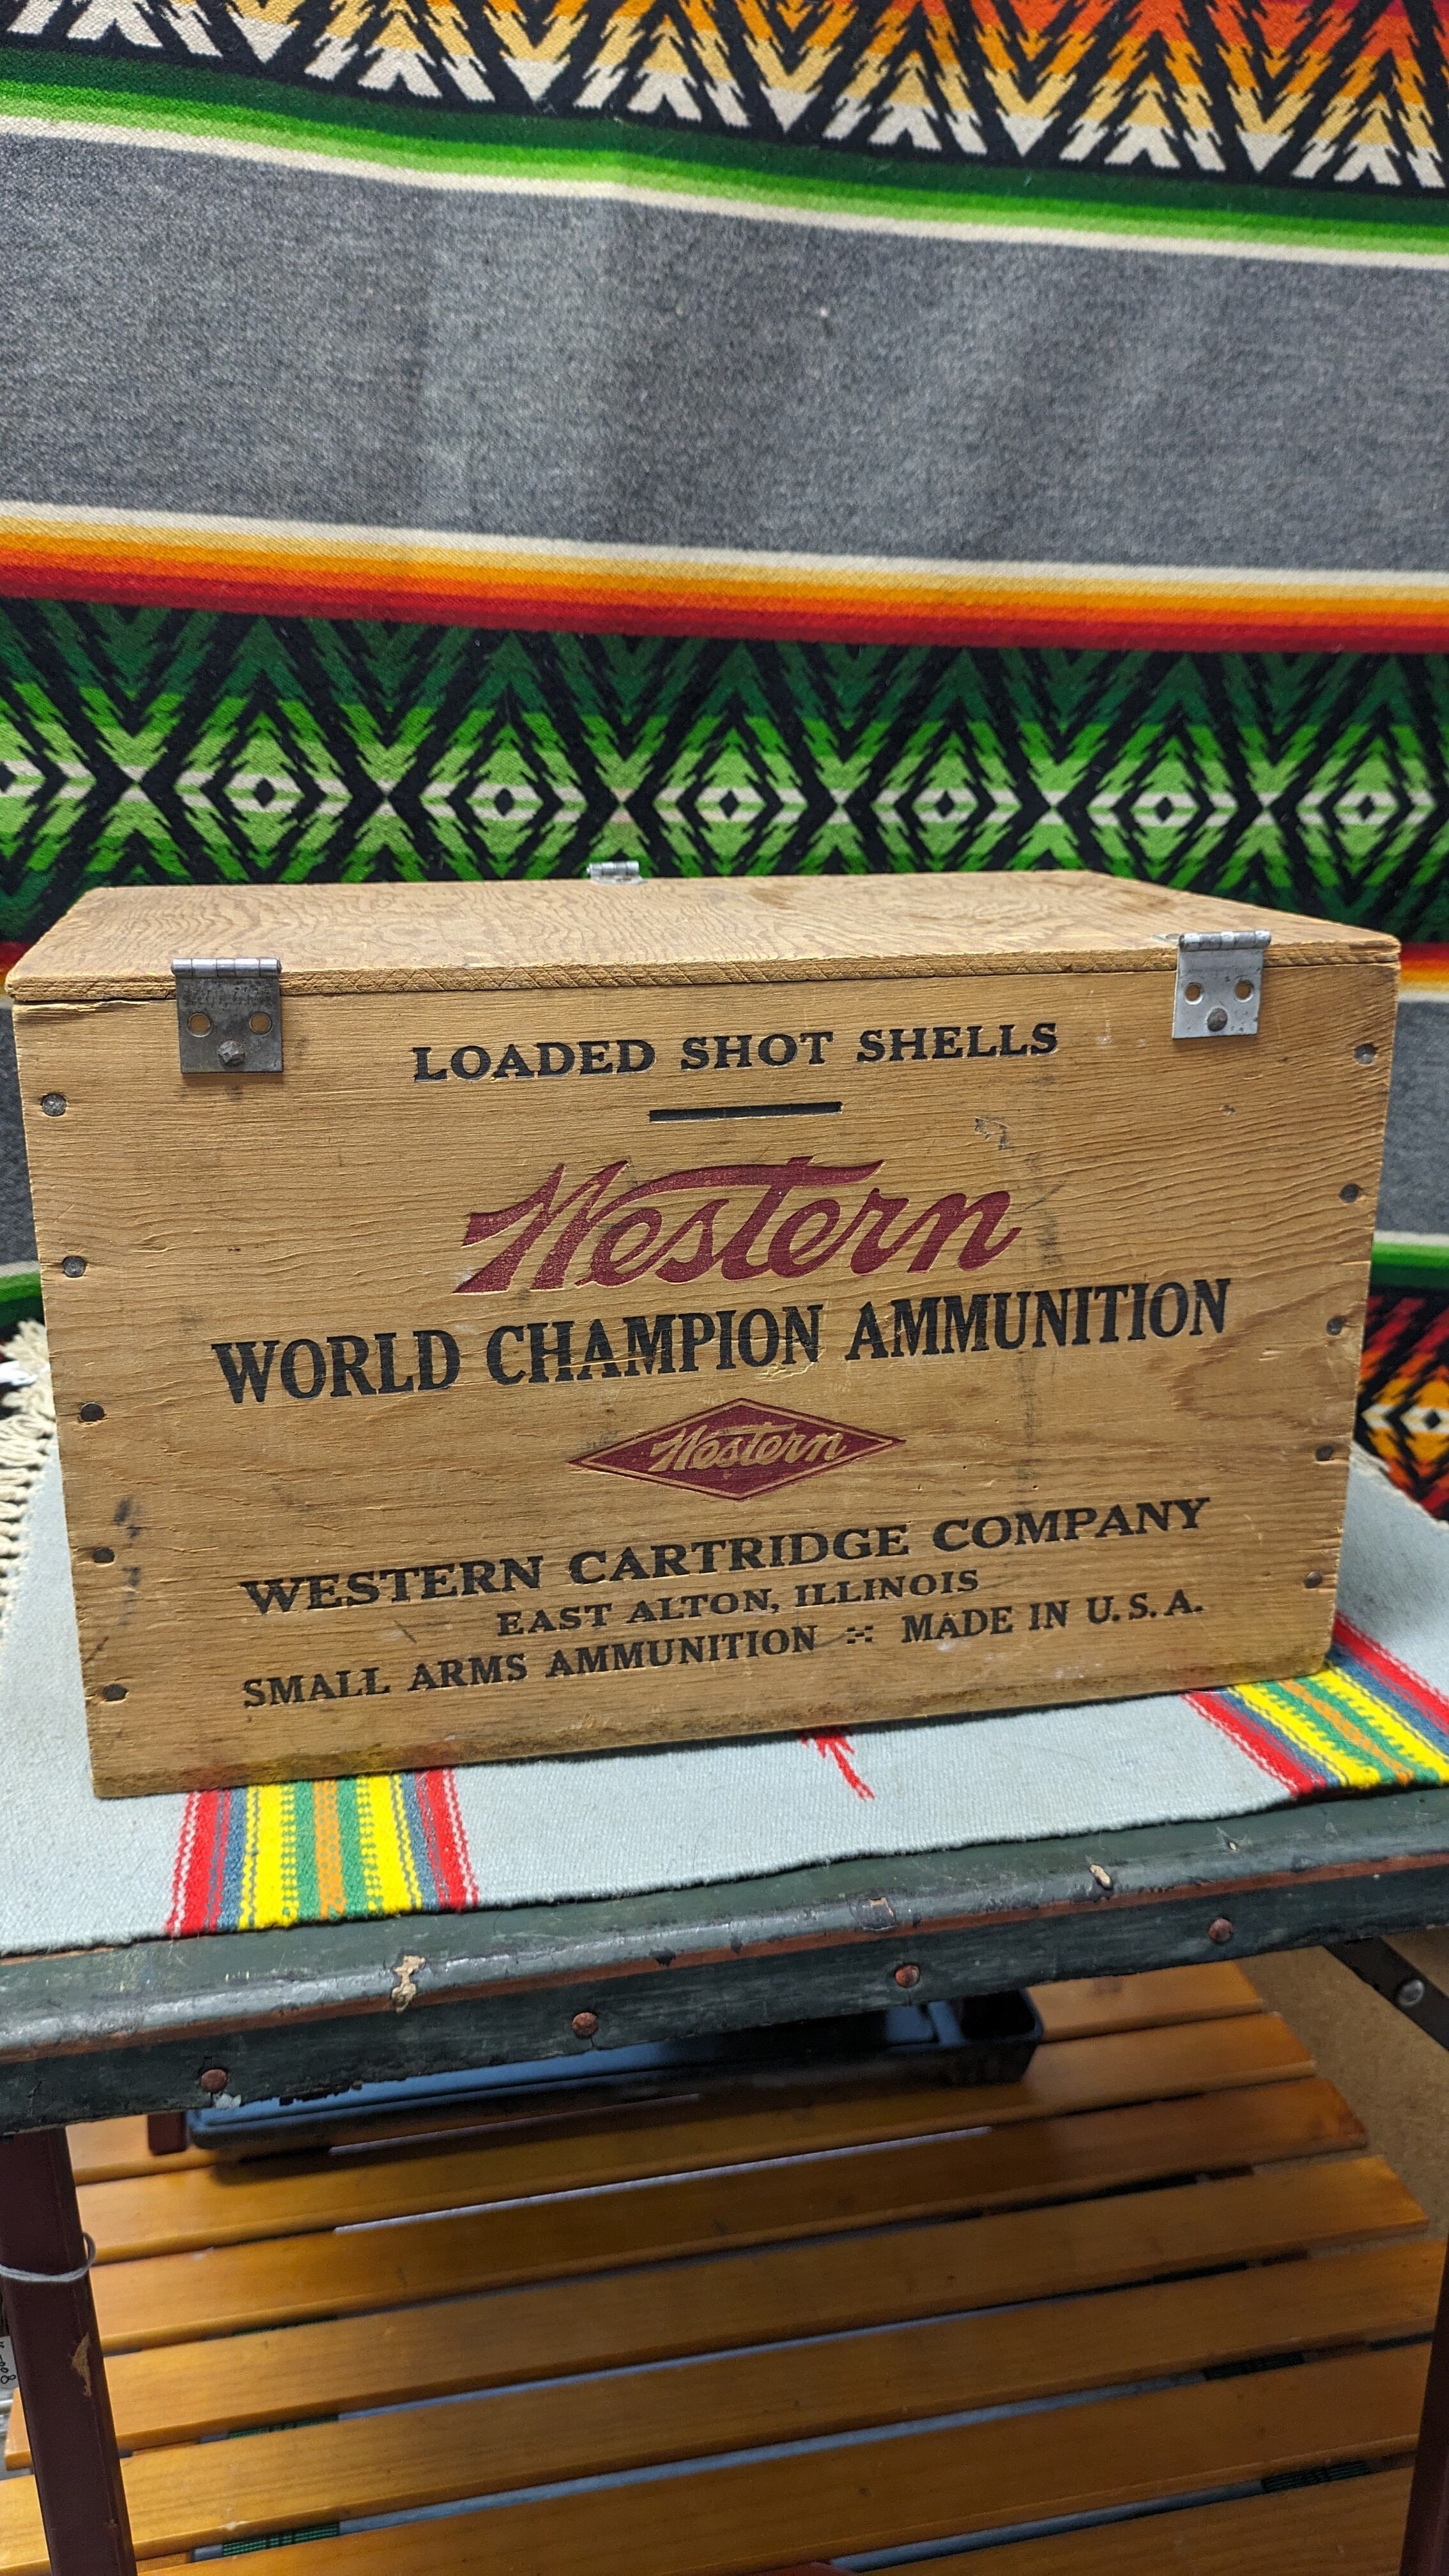 LOADED SHOT SHELLS
Western
WORLD CHAMPION AMMUNITION
Western
WESTERN CARTRIDGE COMPANY
EAST ALTON, ILLINOIS
SMALL ARMS AMMUNITION MADE IN U.S.A.